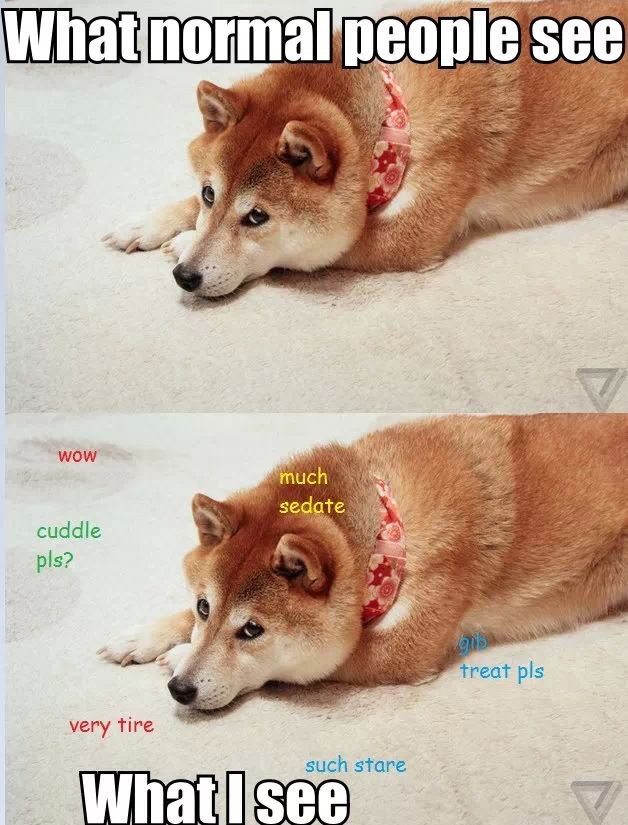 What normal people see
wow
much
sedate
cuddle
pls?
gib
treat pls
very tire
such stare
What I see